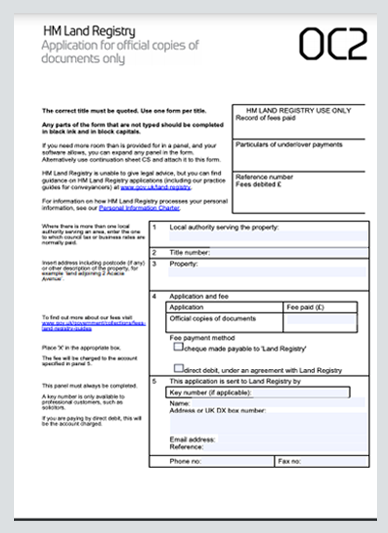 HM Land Registry
Application for official copies of
documents only
OC2
The correct title must be quoted. Use one form per title.
Any parts of the form that are not typed should be completed
in black ink and in block capitals.
If you need more room than is provided for in a panel, and your
software allows, you can expand any panel in the form.
Alternatively use continuation sheet CS and attach it to this form.
HM Land Registry is unable to give legal advice, but you can find
guidance on HM Land Registry applications (including our practice
guides for conveyancers) at www.gov.uk/land-registry.
For information on how HM Land Registry processes your personal
information, see our Personal Information Charter.
HM LAND REGISTRY USE ONLY
Record of fees paid
Particulars of under/over payments
Reference number
Fees debited £
Where there is more than one local
authority serving an area, enter the one
to which council tax or business rates are
normally paid.
1 Local authority serving the property:
2 Title number:
Insert address including postcode (if any)
or other description of the property, for
example 'land adjoining 2 Acacia
Avenue'.
3 Property:
4 Application and fee
Application Fee paid (£)
Official copies of documents
To find out more about our fees visit
www.gov.uk/government/collections/fees-
land-registry-guides
Fee payment method
Place 'X' in the appropriate box.
cheque made payable to 'Land Registry'
The fee will be charged to the account
specified in panel 5.
direct debit, under an agreement with Land Registry
This panel must always be completed.
A key number is only available to
professional customers, such as
solicitors.
If you are paying by direct debit, this will
be the account charged.
5 This application is sent to Land Registry by
Key number (if applicable):
Name:
Address or UK DX box number:
Email address:
Reference:
Phone no: Fax no: